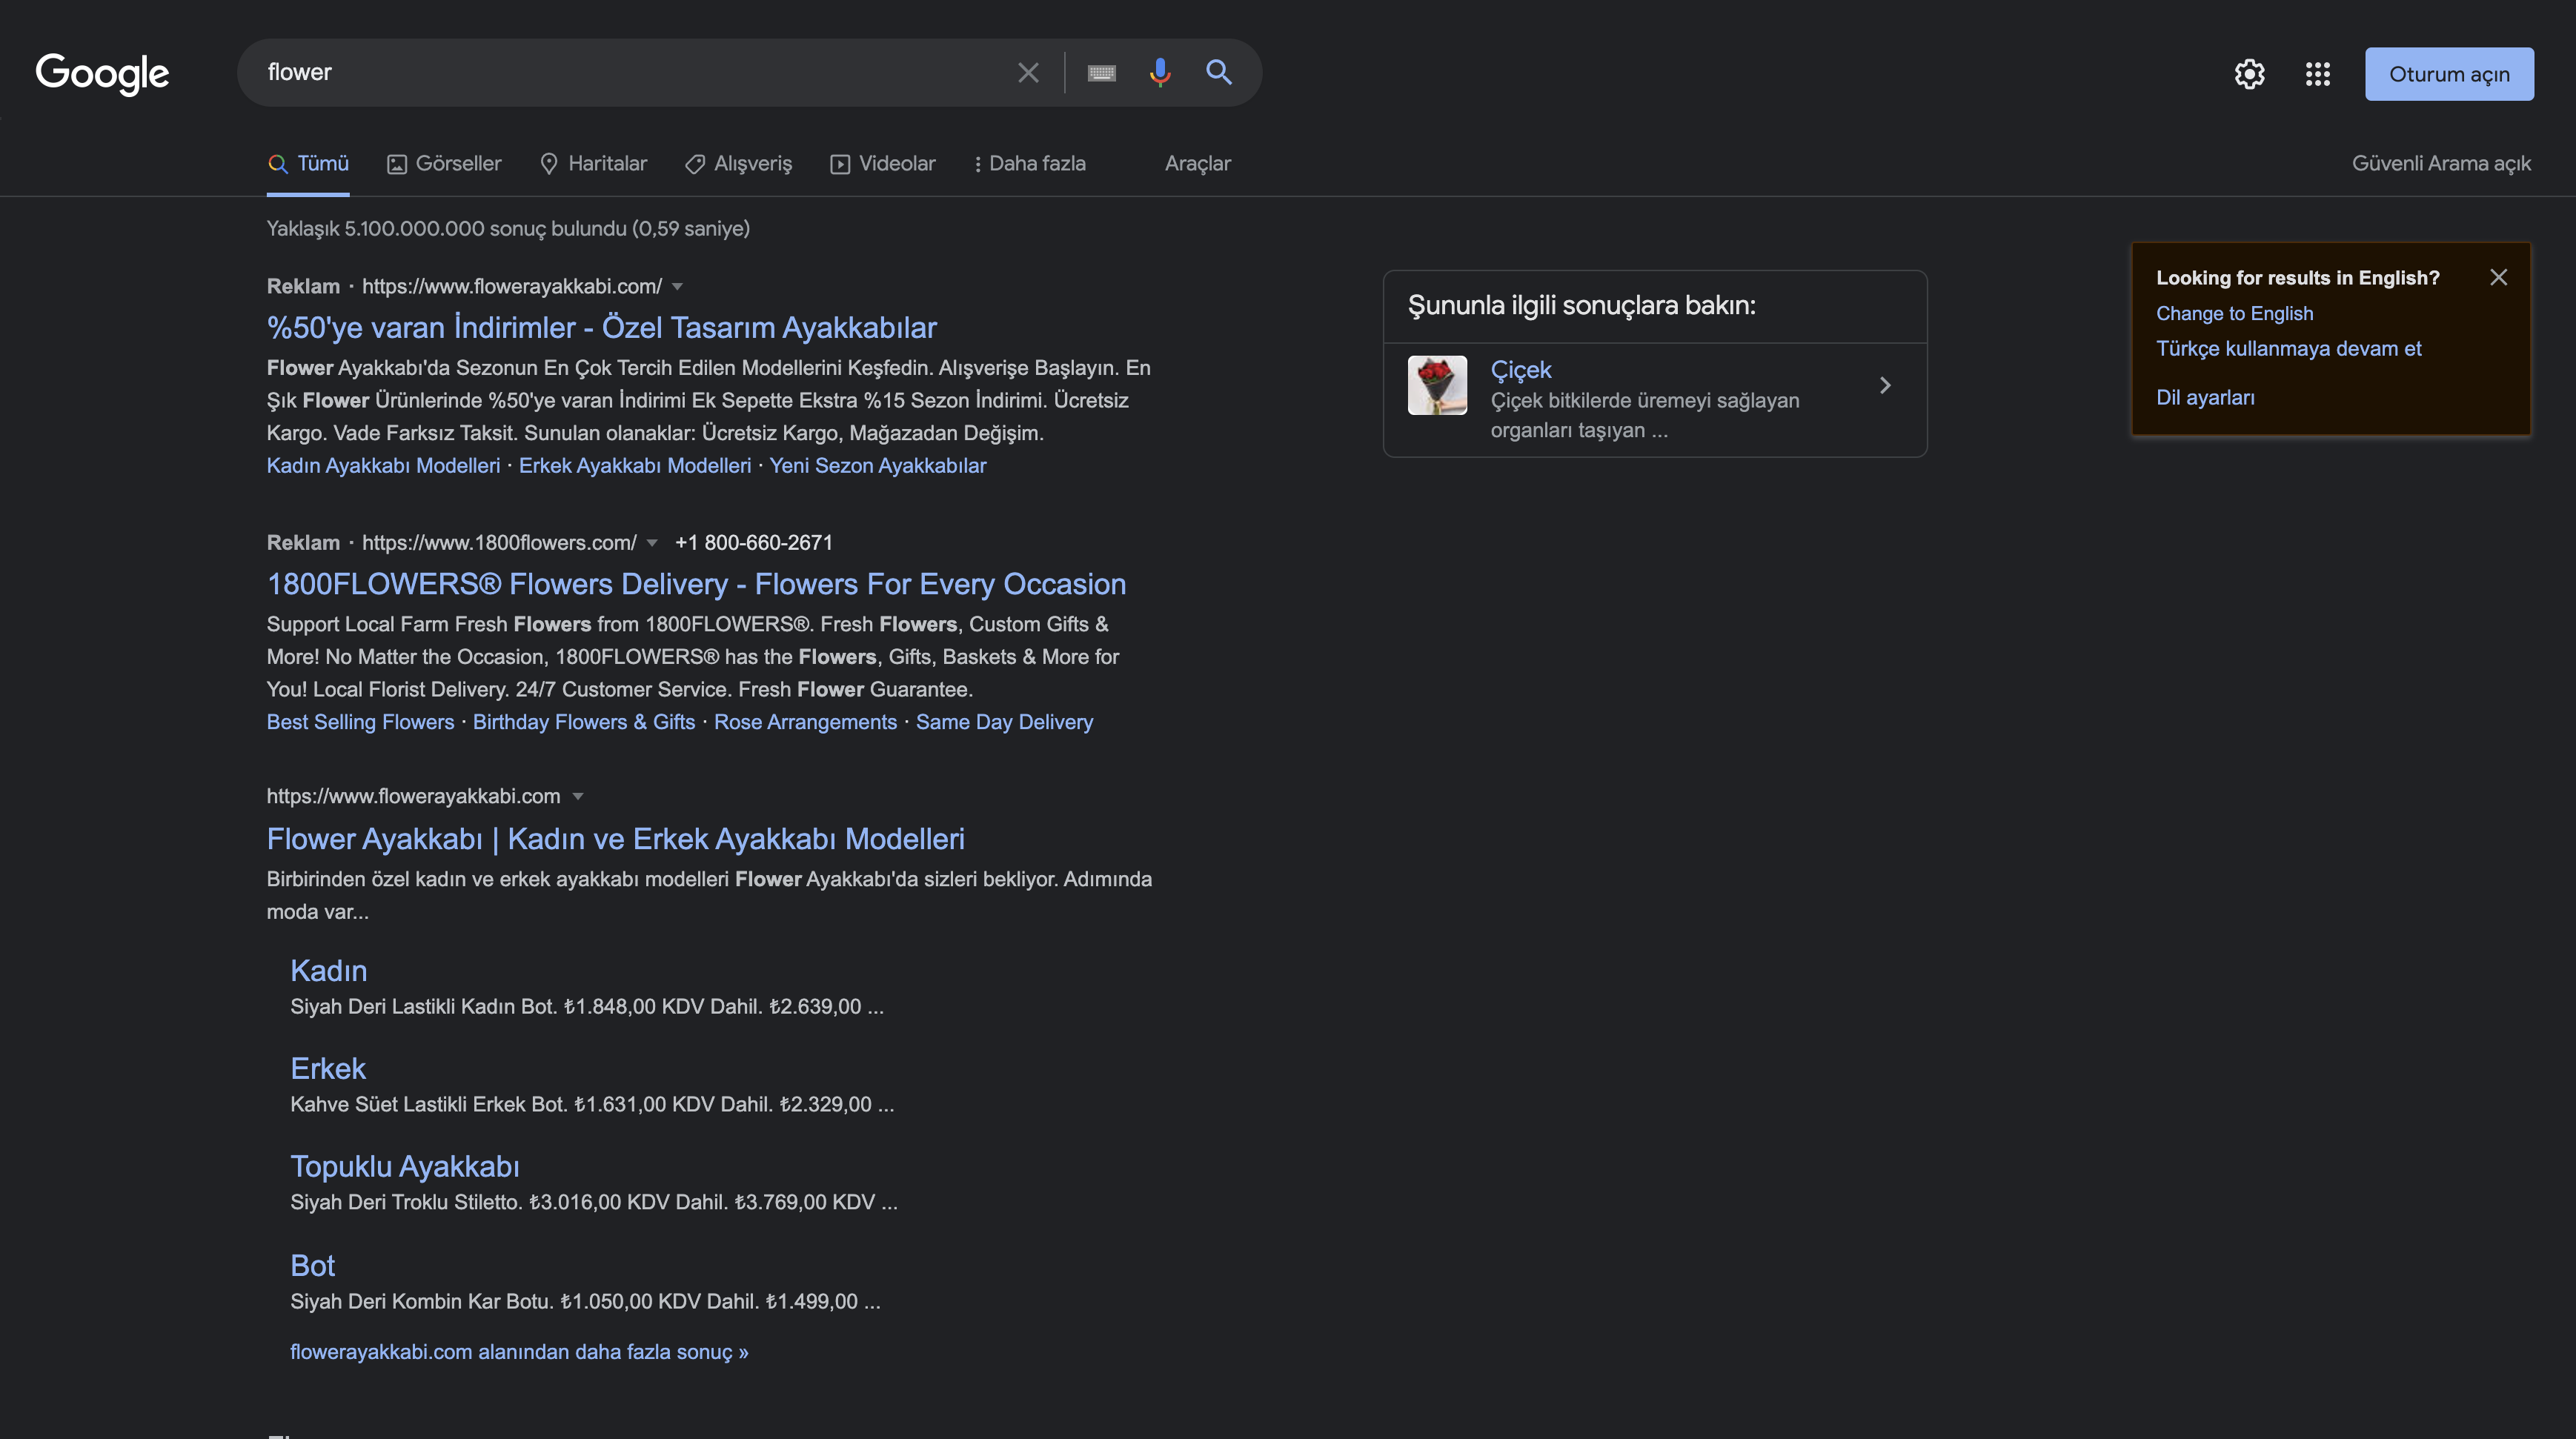 Google
flower
Oturum açın
Tümü
Görseller
Haritalar
Alışveriş
Videolar
Daha fazla
Araçlar
Güvenli Arama açık
Yaklaşık 5.100.000.000 sonuç bulundu (0,59 saniye)
Reklam · https://www.flowerayakkabi.com/
%50'ye varan İndirimler - Özel Tasarım Ayakkabılar
Flower Ayakkabı'da Sezonun En Çok Tercih Edilen Modellerini Keşfedin. Alışverişe Başlayın. En
Şık Flower Ürünlerinde %50'ye varan İndirimi Ek Sepette Ekstra %15 Sezon İndirimi. Ücretsiz
Kargo. Vade Farksız Taksit. Sunulan olanaklar: Ücretsiz Kargo, Mağazadan Değişim.
Kadın Ayakkabı Modelleri · Erkek Ayakkabı Modelleri · Yeni Sezon Ayakkabılar
Reklam · https://www.1800flowers.com/ +1 800-660-2671
1800FLOWERS® Flowers Delivery - Flowers For Every Occasion
Support Local Farm Fresh Flowers from 1800FLOWERS®. Fresh Flowers, Custom Gifts &
More! No Matter the Occasion, 1800FLOWERS® has the Flowers, Gifts, Baskets & More for
You! Local Florist Delivery. 24/7 Customer Service. Fresh Flower Guarantee.
Best Selling Flowers · Birthday Flowers & Gifts · Rose Arrangements · Same Day Delivery
https://www.flowerayakkabi.com
Flower Ayakkabı | Kadın ve Erkek Ayakkabı Modelleri
Birbirinden özel kadın ve erkek ayakkabı modelleri Flower Ayakkabı'da sizleri bekliyor. Adımında
moda var...
Kadın
Siyah Deri Lastikli Kadın Bot. ₺1.848,00 KDV Dahil. ₺2.639,00 ...
Erkek
Kahve Süet Lastikli Erkek Bot. ₺1.631,00 KDV Dahil. ₺2.329,00 ...
Topuklu Ayakkabı
Siyah Deri Troklu Stiletto. ₺3.016,00 KDV Dahil. ₺3.769,00 KDV ...
Bot
Siyah Deri Kombin Kar Botu. ₺1.050,00 KDV Dahil. ₺1.499,00 ...
flowerayakkabi.com alanından daha fazla sonuç »
Şununla ilgili sonuçlara bakın:
Çiçek
Çiçek bitkilerde üremeyi sağlayan
organları taşıyan ...
Looking for results in English?
Change to English
Türkçe kullanmaya devam et
Dil ayarları